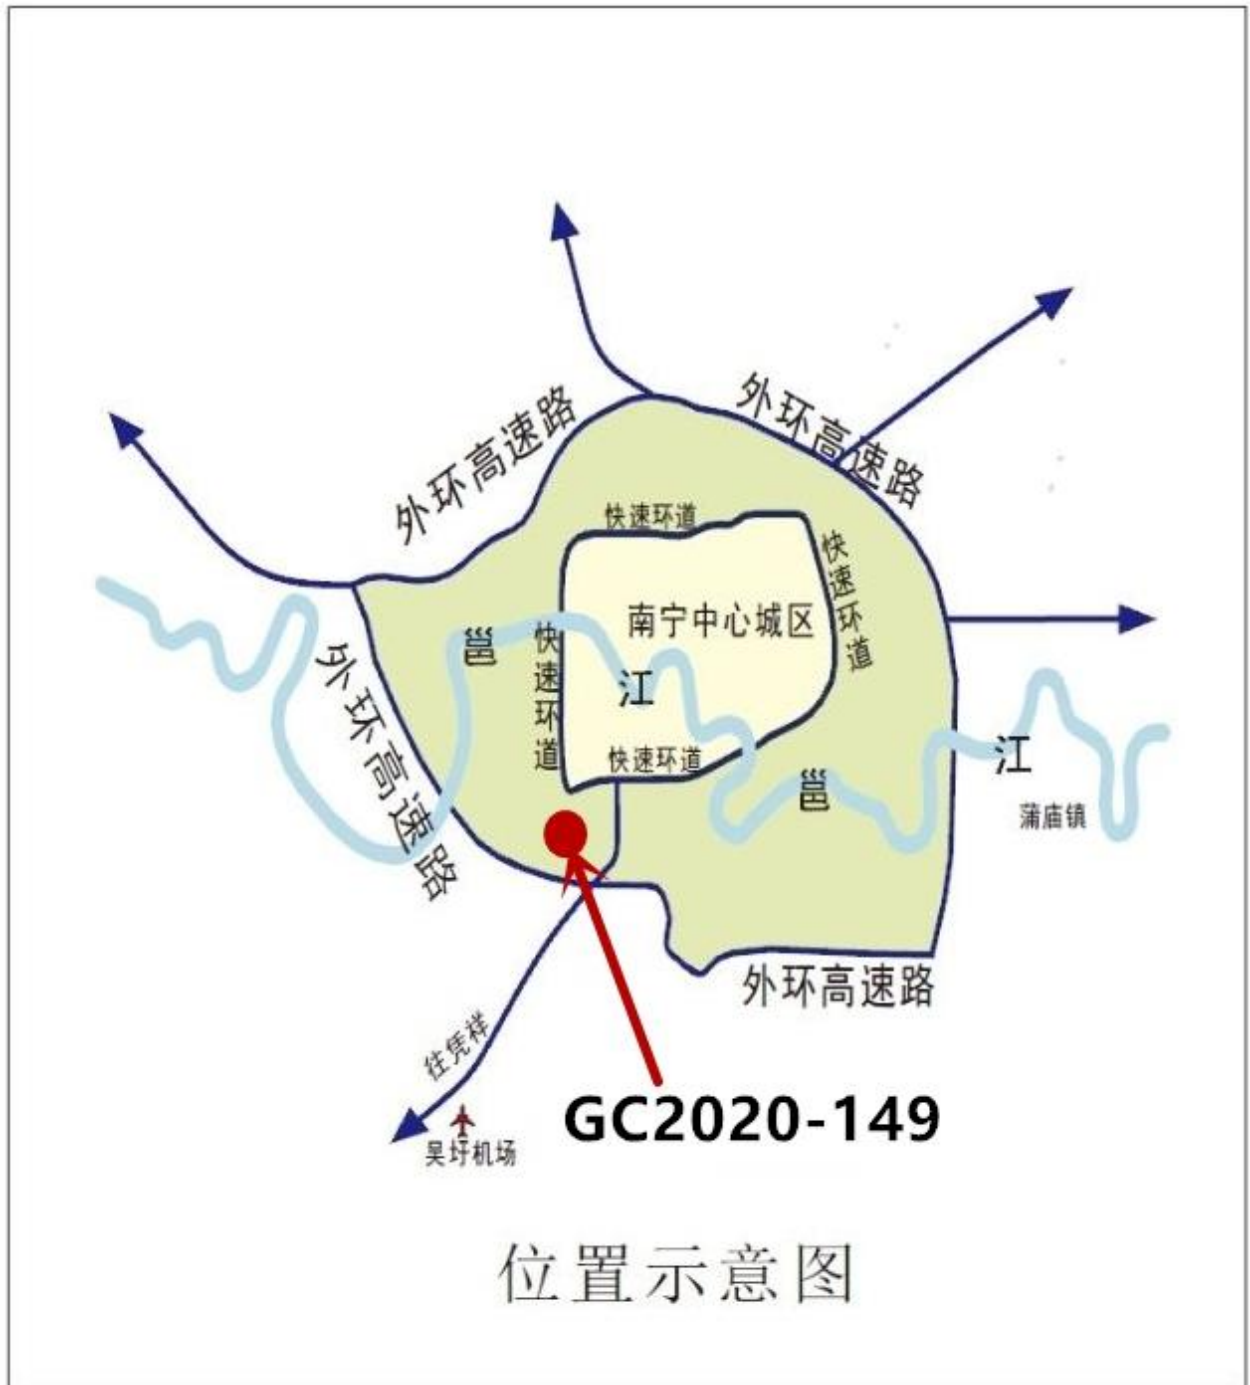 外环高速路
外环高速路
快速环道
快速环道
南宁中心城区
邕
快速环道
江
外环高速路
快速环道
江
邕
蒲庙镇
外环高速路
往凭祥
GC2020-149
吴圩机场
位置示意图